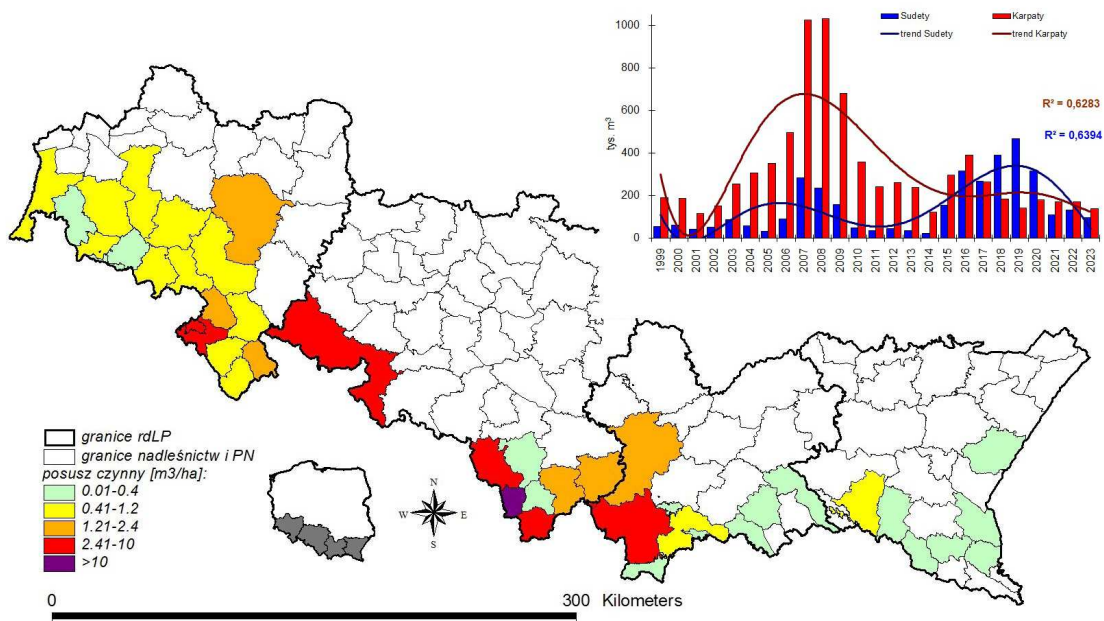 1000
800
600
400
200
0
tys. m³
Sudety
Karpaty
trend Sudety
trend Karpaty
R² = 0,6283
R² = 0,6394
1999
2000
2001
2002
2003
2004
2005
2006
2007
2008
2009
2010
2011
2012
2013
2014
2015
2016
2017
2018
2019
2020
2021
2022
2023
granice rdLP
granice nadleśnictw i PN
posusz czynny [m3/ha]:
0.01-0.4
0.41-1.2
1.21-2.4
2.41-10
>10
N
W E
S
0 300 Kilometers